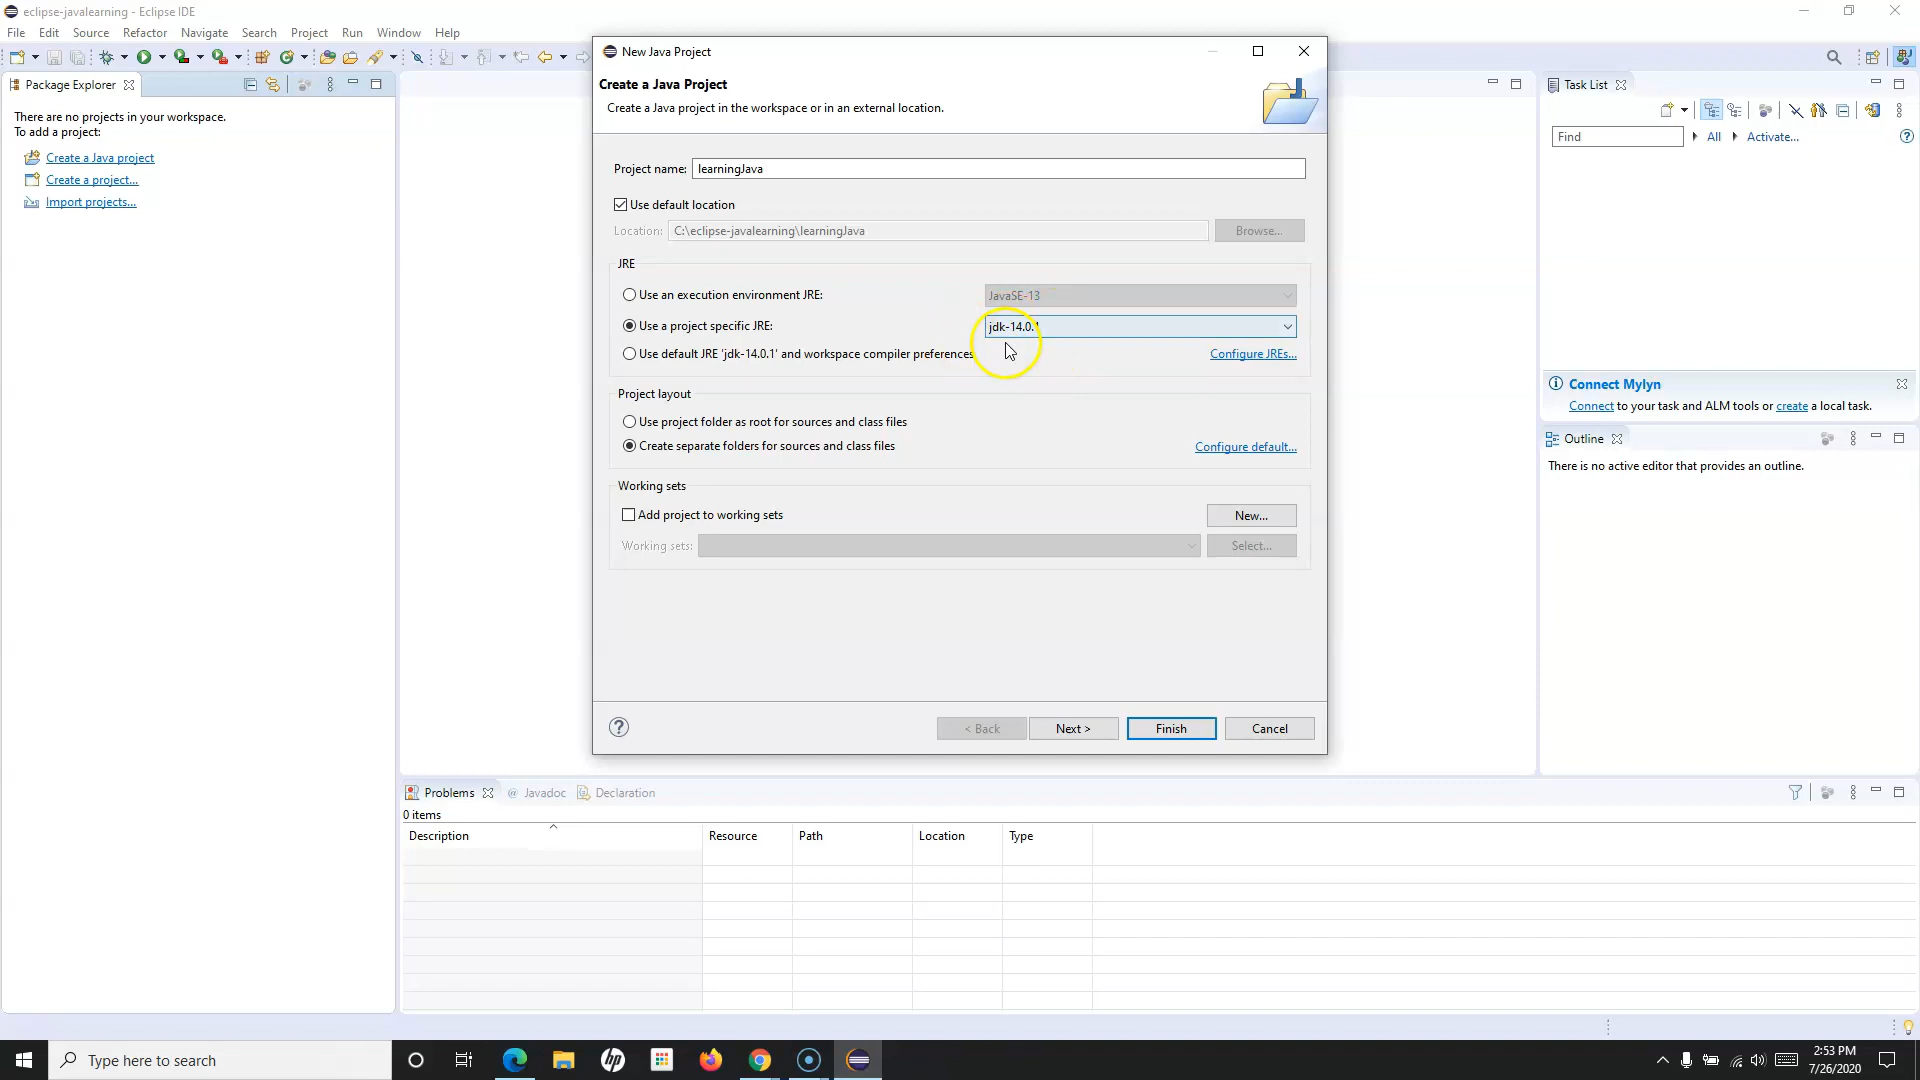 eclipse-javalearning - Eclipse IDE
File Edit Source Refactor Navigate Search Project Run Window Help
Package Explorer
There are no projects in your workspace.
To add a project:
Create a Java project
Create a project...
Import projects...
New Java Project
Create a Java Project
Create a Java project in the workspace or in an external location.
Project name: learningJava
Use default location
Location: C:\eclipse-javalearning\learningJava Browse...
JRE
Use an execution environment JRE: JavaSE-13
Use a project specific JRE: jdk-14.0.1
Use default JRE 'jdk-14.0.1' and workspace compiler preferences Configure JREs...
Project layout
Use project folder as root for sources and class files
Create separate folders for sources and class files Configure default...
Working sets
Add project to working sets New...
Working sets: Select...
< Back Next > Finish Cancel
Task List
Find All Activate...
Connect Mylyn
Connect to your task and ALM tools or create a local task.
Outline
There is no active editor that provides an outline.
Problems @ Javadoc Declaration
0 items
Description Resource Path Location Type
Type here to search
hp
2:53 PM
7/26/2020